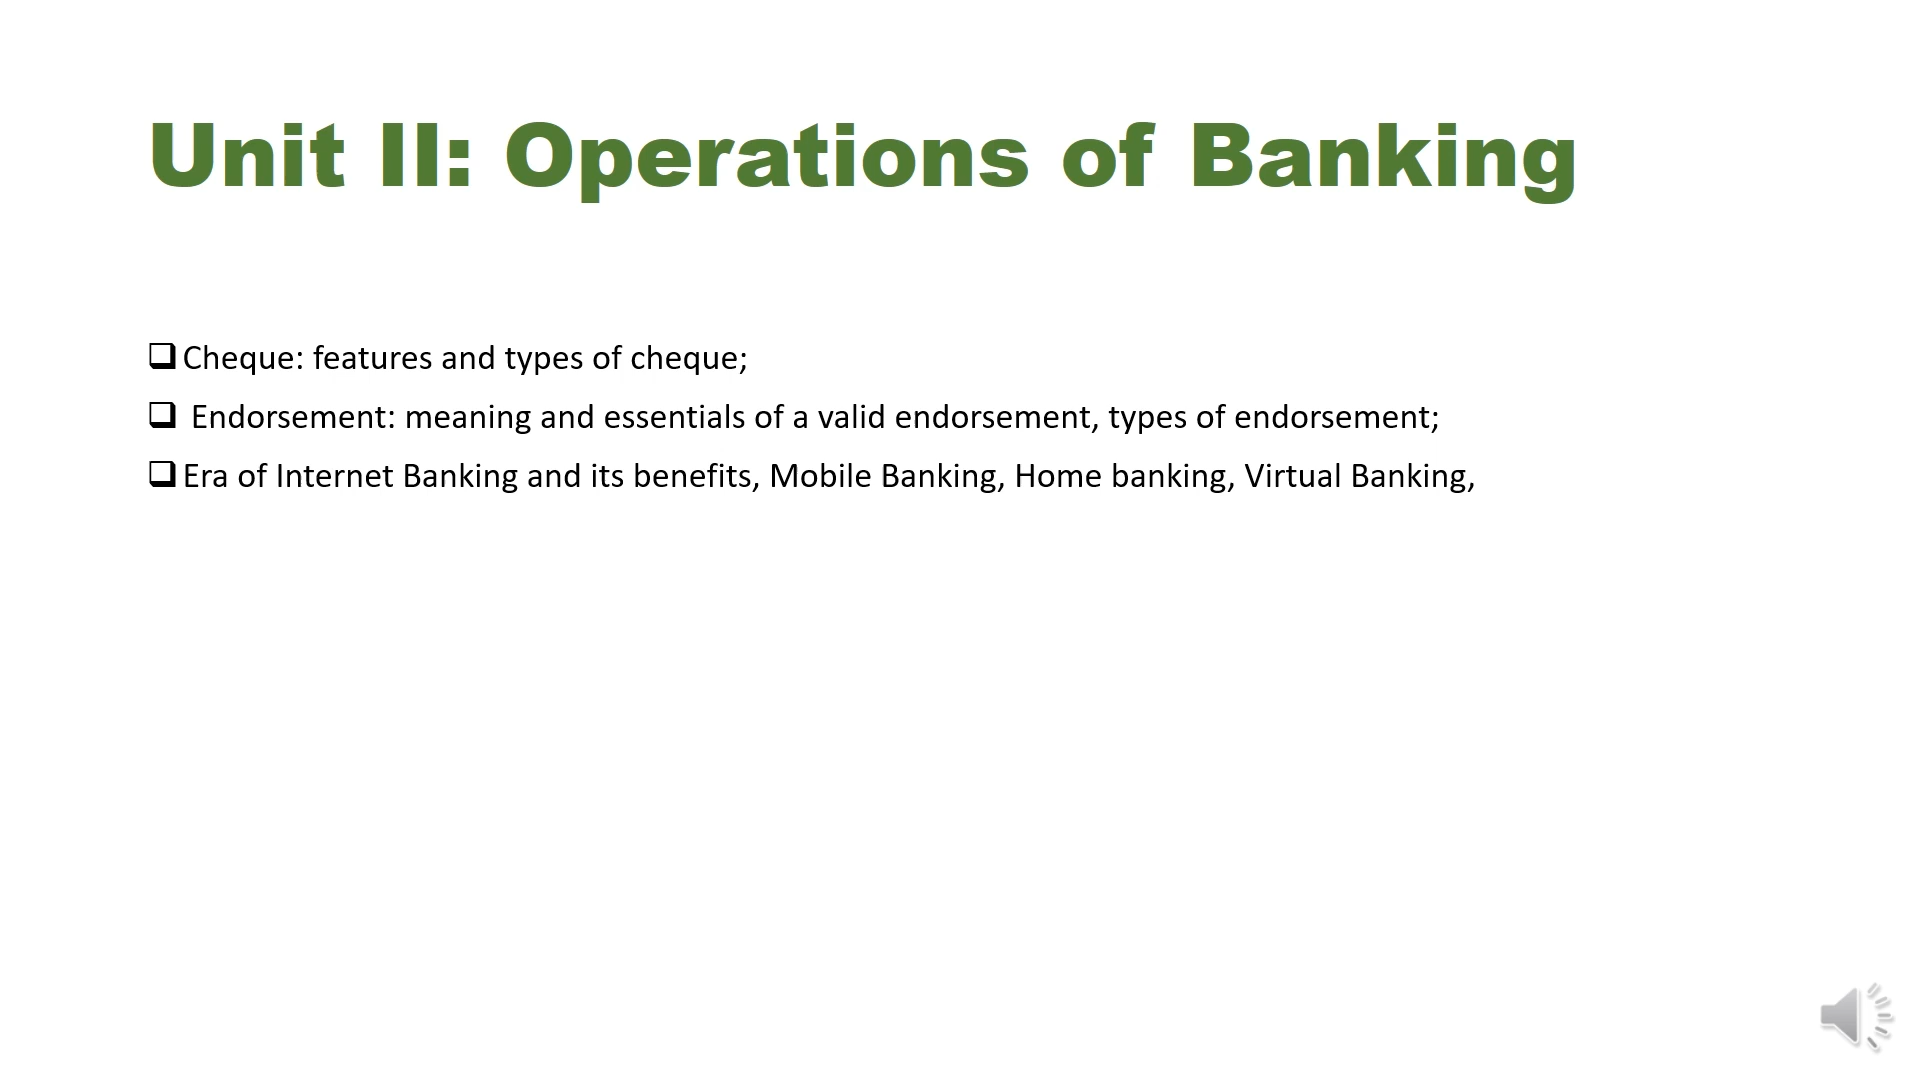 Unit II: Operations of Banking
❑ Cheque: features and types of cheque;
❑ Endorsement: meaning and essentials of a valid endorsement, types of endorsement;
❑ Era of Internet Banking and its benefits, Mobile Banking, Home banking, Virtual Banking,